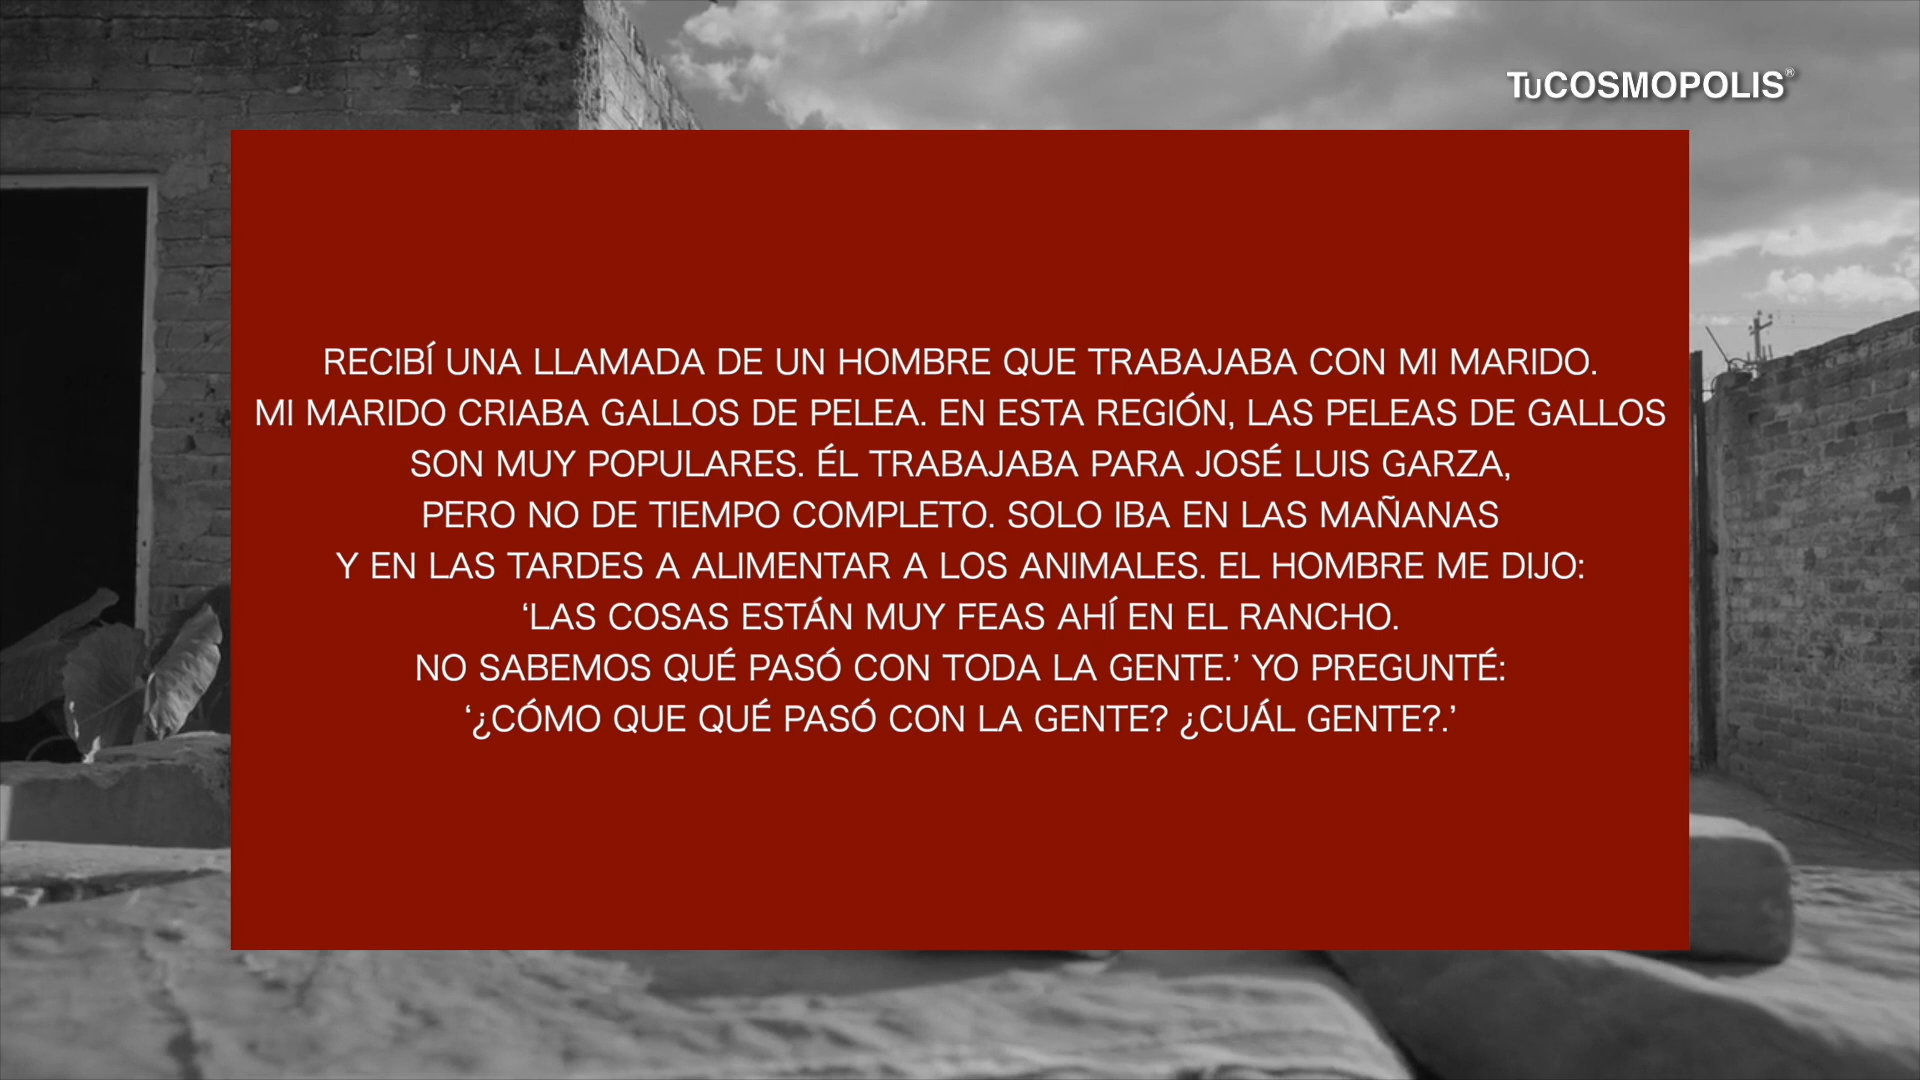 TuCOSMOPOLIS®
RECIBÍ UNA LLAMADA DE UN HOMBRE QUE TRABAJABA CON MI MARIDO.
MI MARIDO CRIABA GALLOS DE PELEA. EN ESTA REGIÓN, LAS PELEAS DE GALLOS
SON MUY POPULARES. ÉL TRABAJABA PARA JOSÉ LUIS GARZA,
PERO NO DE TIEMPO COMPLETO. SOLO IBA EN LAS MAÑANAS
Y EN LAS TARDES A ALIMENTAR A LOS ANIMALES. EL HOMBRE ME DIJO:
‘LAS COSAS ESTÁN MUY FEAS AHÍ EN EL RANCHO.
NO SABEMOS QUÉ PASÓ CON TODA LA GENTE.’ YO PREGUNTÉ:
‘¿CÓMO QUE QUÉ PASÓ CON LA GENTE? ¿CUÁL GENTE?.’